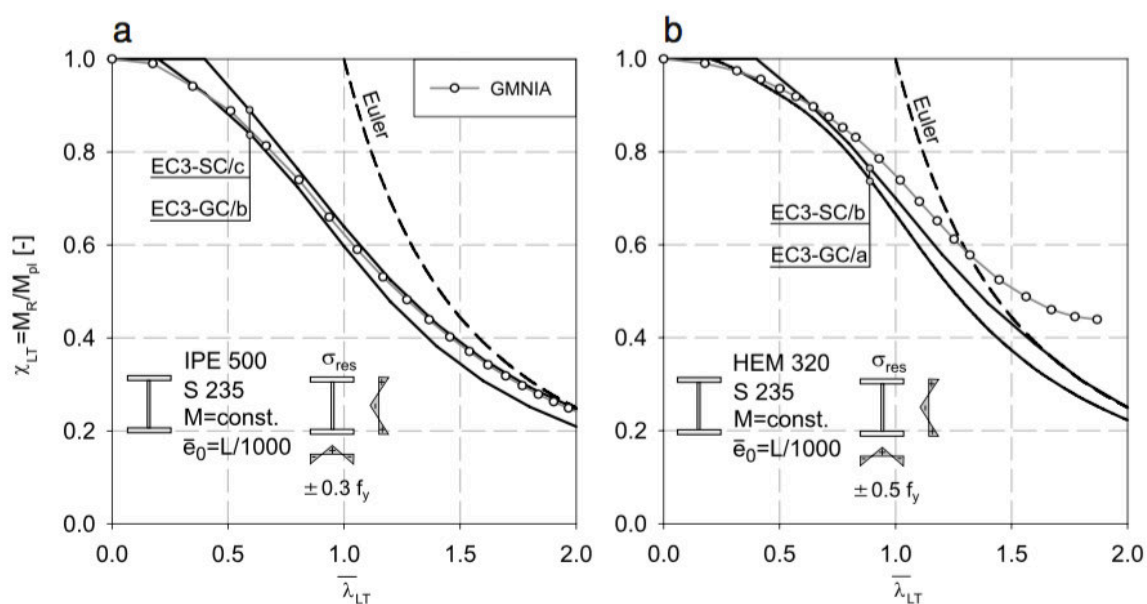 a
χLT=MR/Mpl [-]
1.0
0.8
0.6
0.4
0.2
0.0
GMNIA
Euler
EC3-SC/c
EC3-GC/b
IPE 500
S 235
M=const.
ē0=L/1000
σres
± 0.3 fy
0.0 0.5 1.0 1.5 2.0
λ̅LT
b
1.0
0.8
0.6
0.4
0.2
0.0
GMNIA
Euler
EC3-SC/b
EC3-GC/a
HEM 320
S 235
M=const.
ē0=L/1000
σres
± 0.5 fy
0.0 0.5 1.0 1.5 2.0
λ̅LT